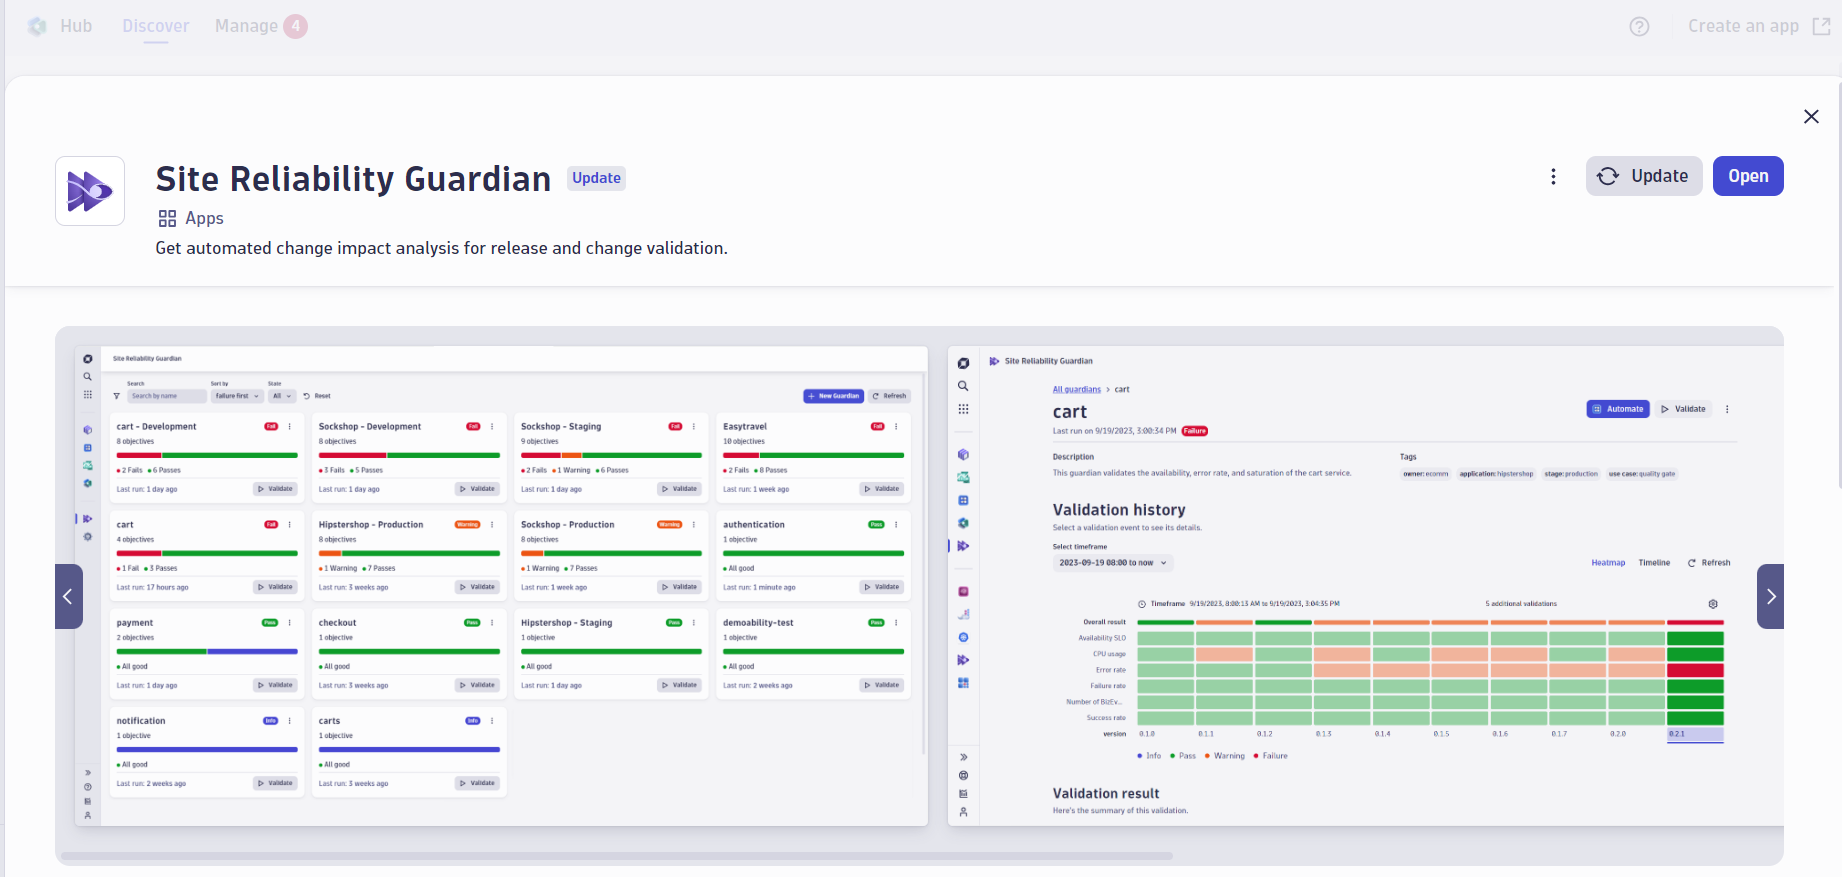 Hub Discover Manage 4 Create an app
Site Reliability Guardian Update
Update Open
Apps
Get automated change impact analysis for release and change validation.
Site Reliability Guardian
Search Sort by State
Search by name failure first All Reset New Guardian Refresh
cart - Development Fail
8 objectives
2 Fails 6 Passes
Last run: 1 day ago Validate
Sockshop - Development Fail
8 objectives
3 Fails 5 Passes
Last run: 1 day ago Validate
Sockshop - Staging Fail
9 objectives
2 Fails 1 Warning 6 Passes
Last run: 1 day ago Validate
Easytravel Fail
10 objectives
2 Fails 8 Passes
Last run: 1 week ago Validate
cart Fail
4 objectives
1 Fail 3 Passes
Last run: 17 hours ago Validate
Hipstershop - Production Warning
8 objectives
1 Warning 7 Passes
Last run: 3 weeks ago Validate
Sockshop - Production Warning
8 objectives
1 Warning 7 Passes
Last run: 1 week ago Validate
authentication Pass
1 objective
All good
Last run: 1 minute ago Validate
payment Pass
2 objectives
All good
Last run: 1 day ago Validate
checkout Pass
1 objective
All good
Last run: 3 weeks ago Validate
Hipstershop - Staging Pass
1 objective
All good
Last run: 1 day ago Validate
demoability-test Pass
1 objective
All good
Last run: 2 weeks ago Validate
notification Info
1 objective
All good
Last run: 2 weeks ago Validate
carts Info
1 objective
All good
Last run: 3 weeks ago Validate
Site Reliability Guardian
All guardians > cart
cart
Automate Validate
Last run on 9/19/2023, 3:00:34 PM Failure
Description
This guardian validates the availability, error rate, and saturation of the cart service.
Tags
owner: ecomm application: hipstershop stage: production use case: quality gate
Validation history
Select a validation event to see its details.
Select timeframe
2023-09-19 08:00 to now
Heatmap Timeline Refresh
Timeframe 9/19/2023, 8:00:13 AM to 9/19/2023, 3:04:35 PM 5 additional validations
Overall result
Availability SLO
CPU usage
Error rate
Failure rate
Number of BizEv...
Success rate
version 0.1.0 0.1.1 0.1.2 0.1.3 0.1.4 0.1.5 0.1.6 0.1.7 0.2.0 0.2.1
Info Pass Warning Failure
Validation result
Here's the summary of this validation.